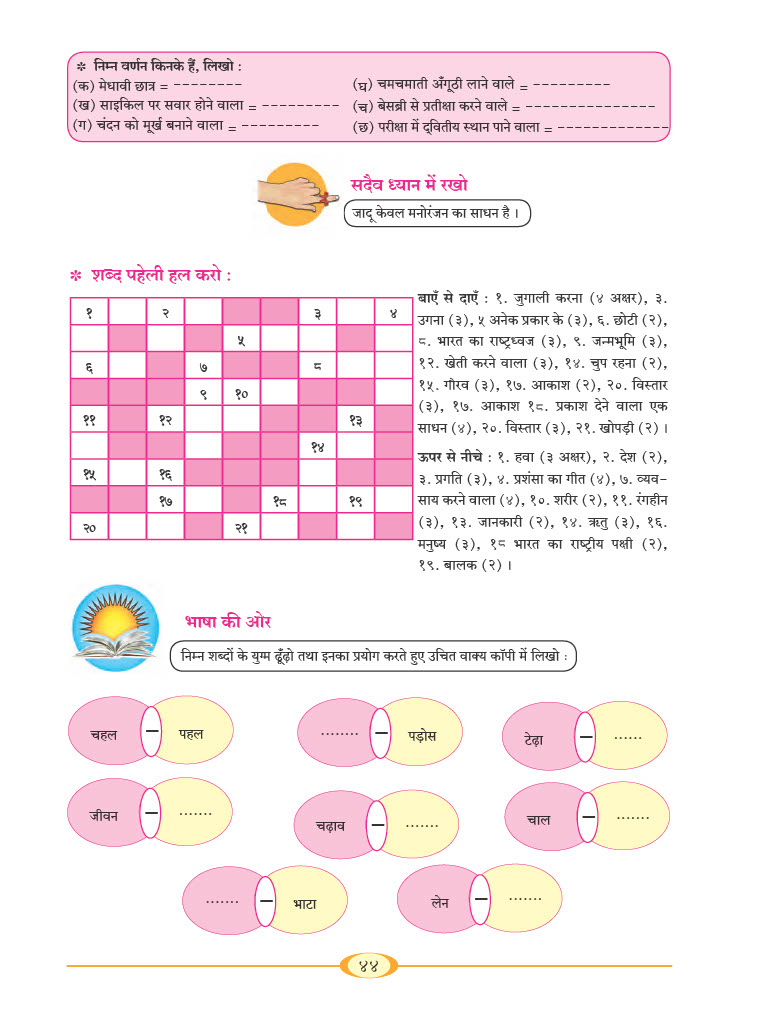 ✽ निम्न वर्णन किनके हैं, लिखो :
(क) मेधावी छात्र = --------
(घ) चमचमाती अँगूठी लाने वाले = ---------
(ख) साइकिल पर सवार होने वाला = ---------
(च) बेसब्री से प्रतीक्षा करने वाले = ---------------
(ग) चंदन को मूर्ख बनाने वाला = ---------
(छ) परीक्षा में द्‌वितीय स्थान पाने वाला = -------------
सदैव ध्यान में रखो
जादू केवल मनोरंजन का साधन है ।
✽ शब्द पहेली हल करो :
१ २ ३ ४
५
६ ७ ८
९ १०
११ १२ १३
१४
१५ १६
१७ १८ १९
२० २१
बाएँ से दाएँ : १. जुगाली करना (४ अक्षर), ३.
उगना (३), ५ अनेक प्रकार के (३), ६. छोटी (२),
८. भारत का राष्ट्रध्वज (३), ९. जन्मभूमि (३),
१२. खेती करने वाला (३), १४. चुप रहना (२),
१५. गौरव (३), १७. आकाश (२), २०. विस्तार
(३), १७. आकाश १८. प्रकाश देने वाला एक
साधन (४), २०. विस्तार (३), २१. खोपड़ी (२) ।
ऊपर से नीचे : १. हवा (३ अक्षर), २. देश (२),
३. प्रगति (३), ४. प्रशंसा का गीत (४), ७. व्यव-
साय करने वाला (४), १०. शरीर (२), ११. रंगहीन
(३), १३. जानकारी (२), १४. ऋतु (३), १६.
मनुष्य (३), १८ भारत का राष्ट्रीय पक्षी (२),
१९. बालक (२) ।
भाषा की ओर
निम्न शब्दों के युग्म ढूँढ़ो तथा इनका प्रयोग करते हुए उचित वाक्य कॉपी में लिखो :
चहल – पहल
........ – पड़ोस
टेढ़ा – ......
जीवन – .......
चढ़ाव – .......
चाल – .......
....... – भाटा
लेन – .......
४४